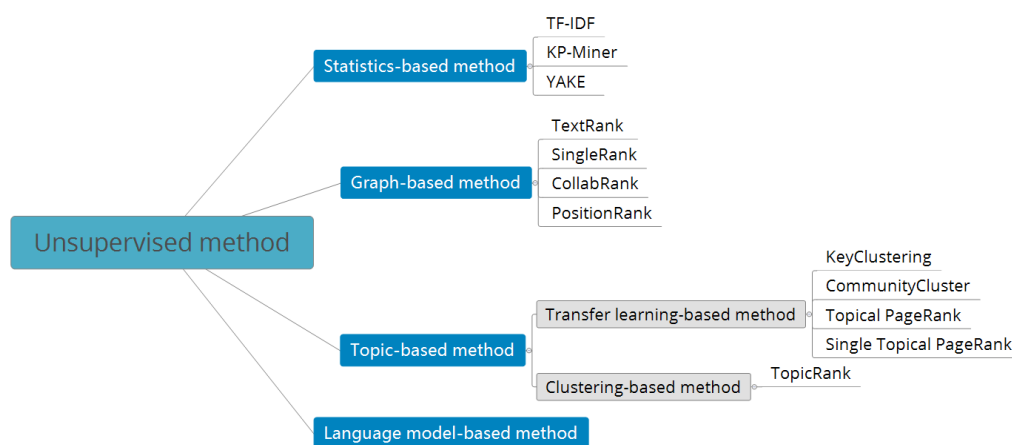 Unsupervised method
Statistics-based method
TF-IDF
KP-Miner
YAKE
Graph-based method
TextRank
SingleRank
CollabRank
PositionRank
Topic-based method
Transfer learning-based method
KeyClustering
CommunityCluster
Topical PageRank
Single Topical PageRank
Clustering-based method
TopicRank
Language model-based method